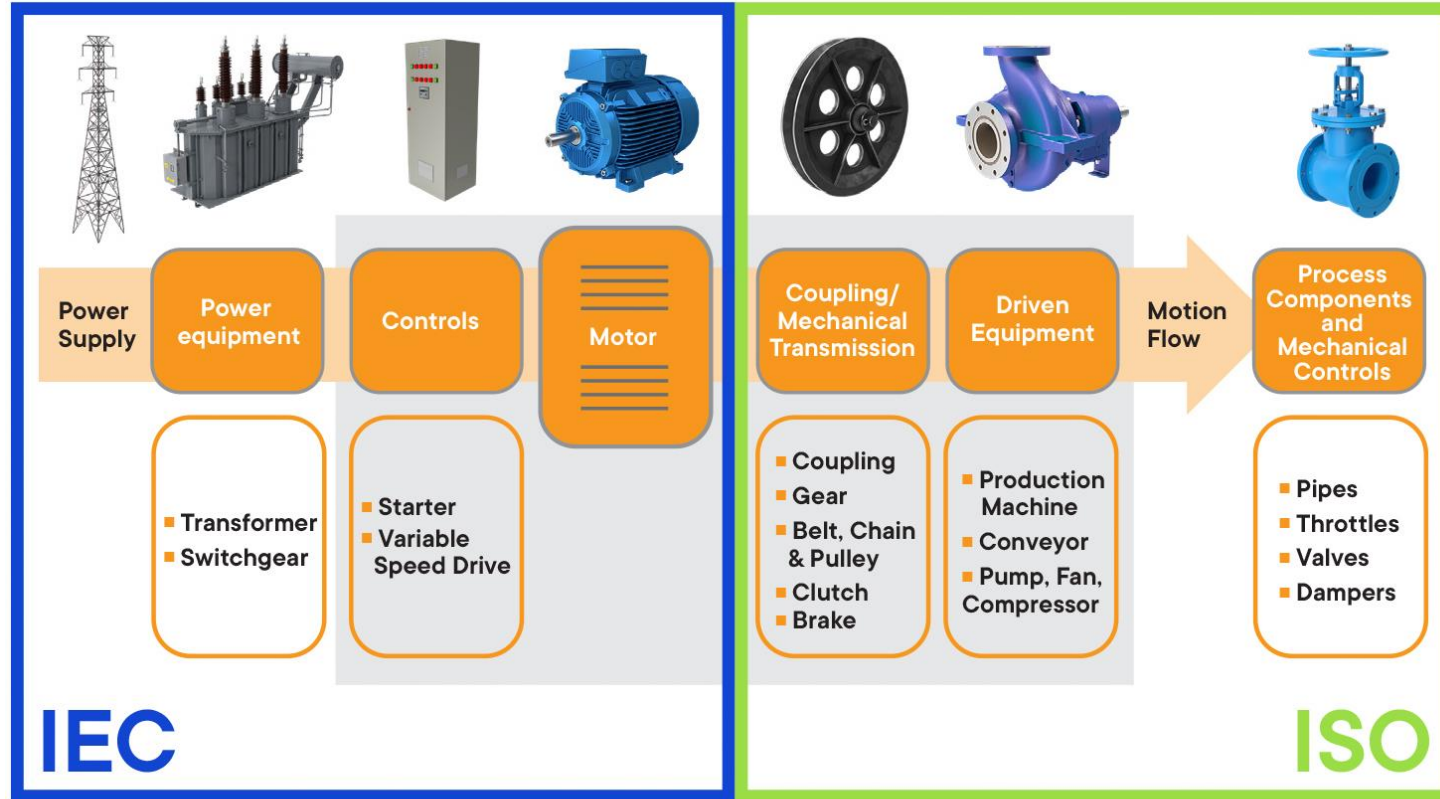 Power
Supply
Power
equipment
Controls
Motor
Coupling/
Mechanical
Transmission
Driven
Equipment
Motion
Flow
Process
Components
and
Mechanical
Controls
▪ Transformer
▪ Switchgear
▪ Starter
▪ Variable
Speed Drive
▪ Coupling
▪ Gear
▪ Belt, Chain
& Pulley
▪ Clutch
▪ Brake
▪ Production
Machine
▪ Conveyor
▪ Pump, Fan,
Compressor
▪ Pipes
▪ Throttles
▪ Valves
▪ Dampers
IEC
ISO